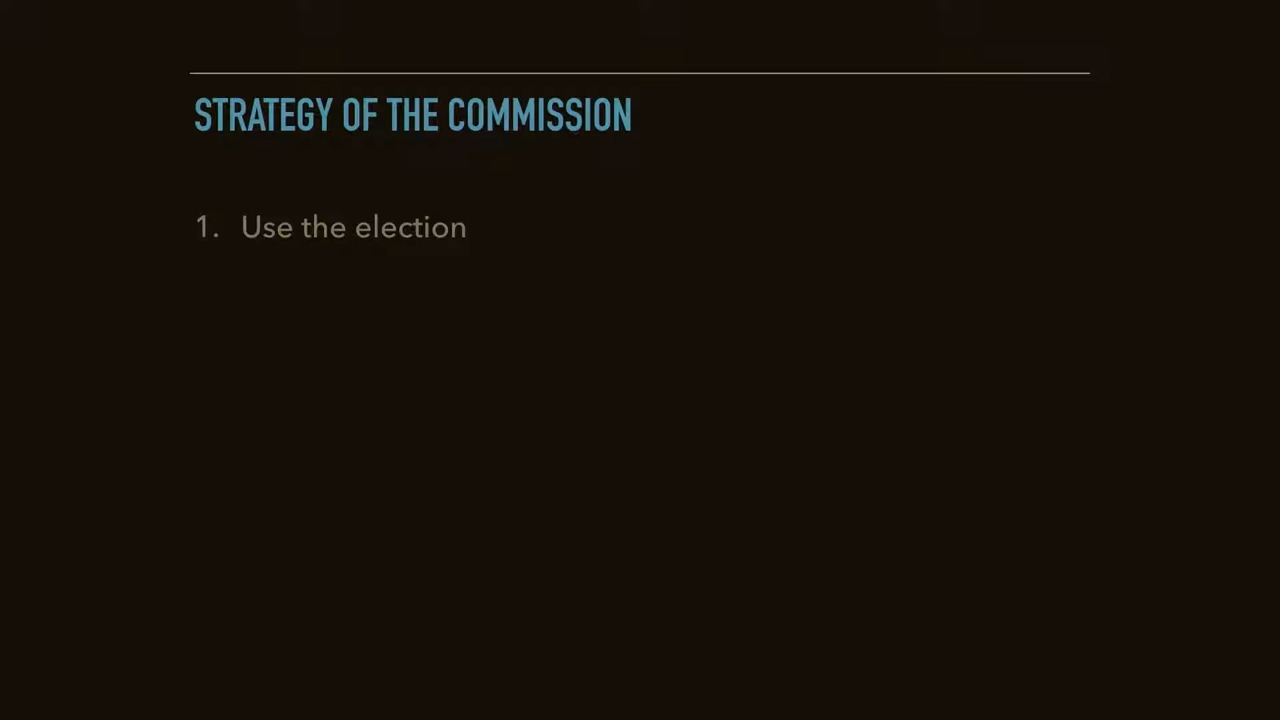 STRATEGY OF THE COMMISSION
1. Use the election